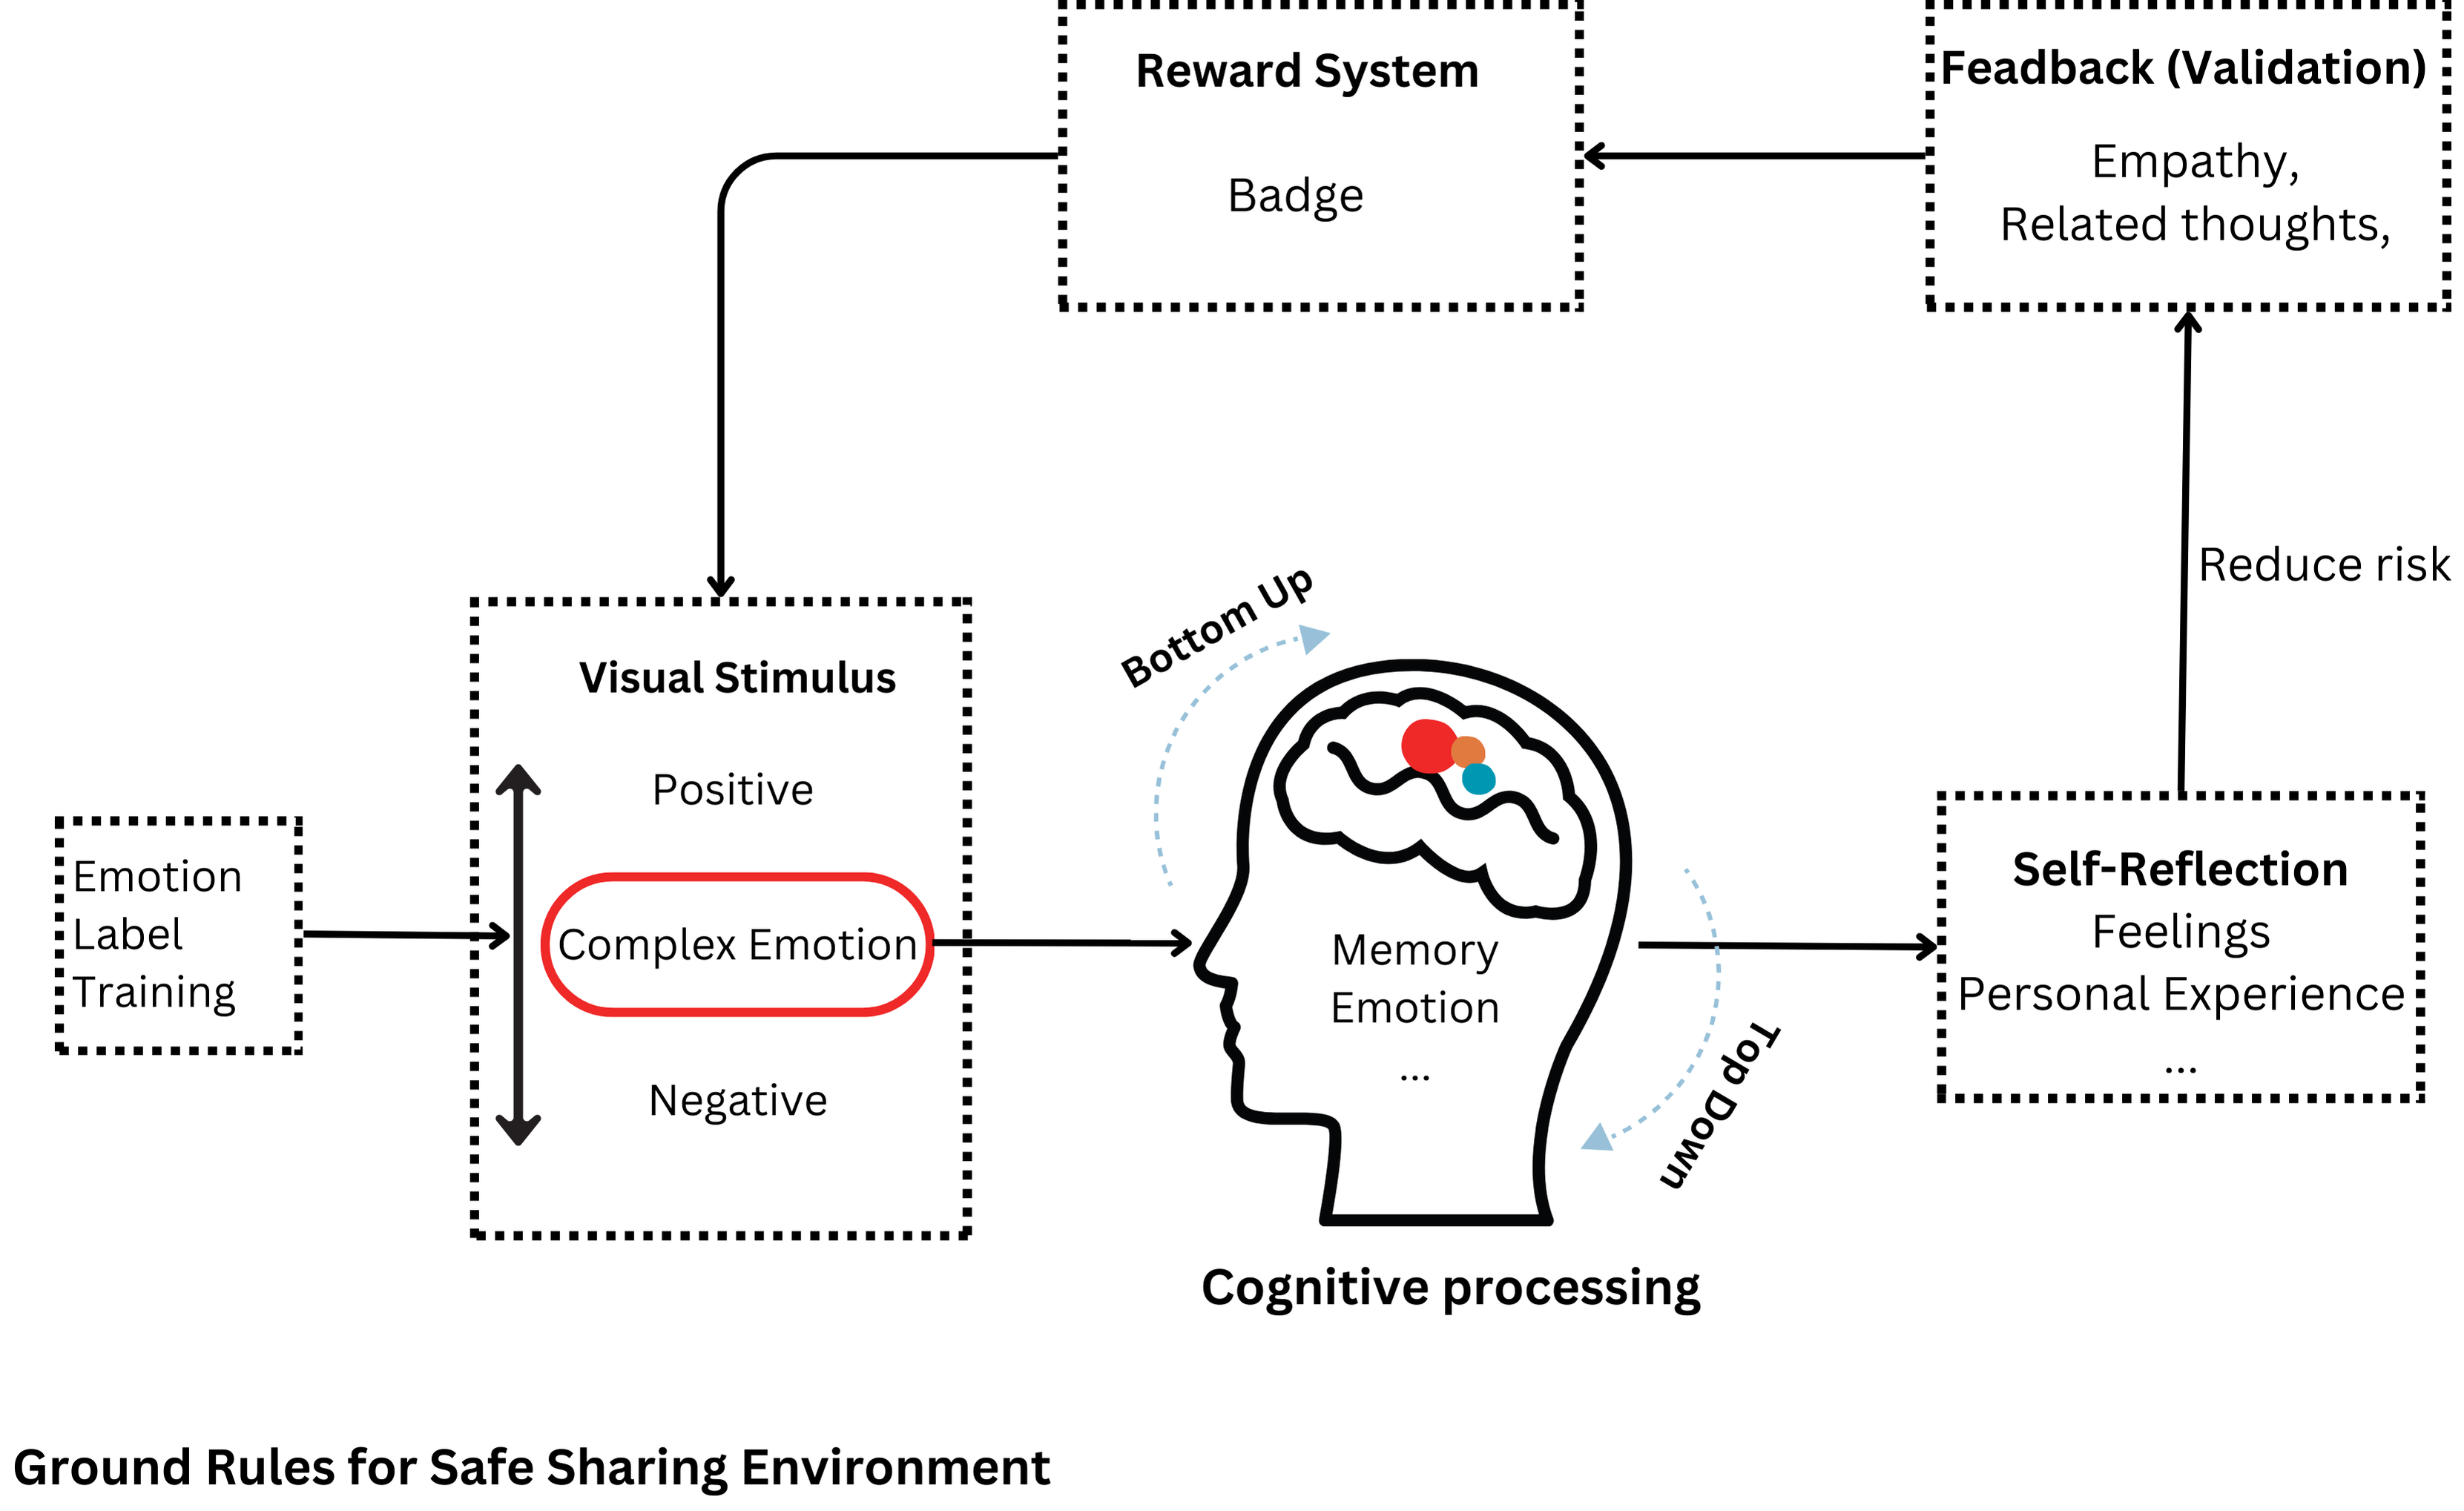 Reward System
Badge
Feadback (Validation)
Empathy,
Related thoughts,
Reduce risk
Emotion
Label
Training
Visual Stimulus
Positive
Complex Emotion
Negative
Bottom Up
Memory
Emotion
...
Top Down
Cognitive processing
Self-Reflection
Feelings
Personal Experience
...
Ground Rules for Safe Sharing Environment